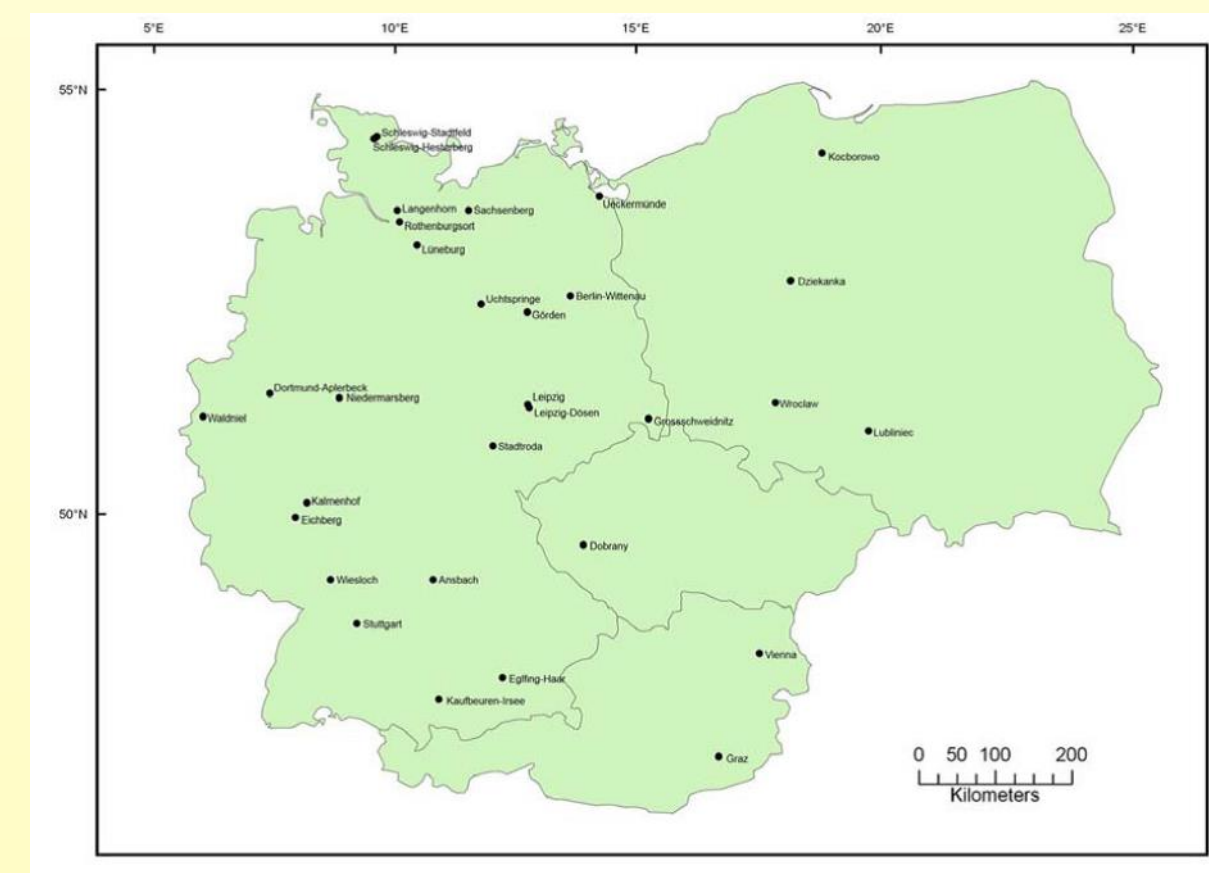 5°E 10°E 15°E 20°E 25°E
55°N
Schleswig-Stadtfeld
Schleswig-Hesterberg
Kocborowo
Ueckermünde
Langenhorn
Sachsenberg
Rothenburgsort
Lüneburg
Dziekanka
Uchtspringe
Berlin-Wittenau
Görden
Dortmund-Aplerbeck
Niedermarsberg
Leipzig
Leipzig-Dösen
Wroclaw
Waldniel
Grossschweidnitz
Lubliniec
Stadtroda
Kalmenhof
50°N
Eichberg
Dobrany
Wiesloch
Ansbach
Stuttgart
Vienna
Eglfing-Haar
Kaufbeuren-Irsee
Graz
0 50 100 200
Kilometers